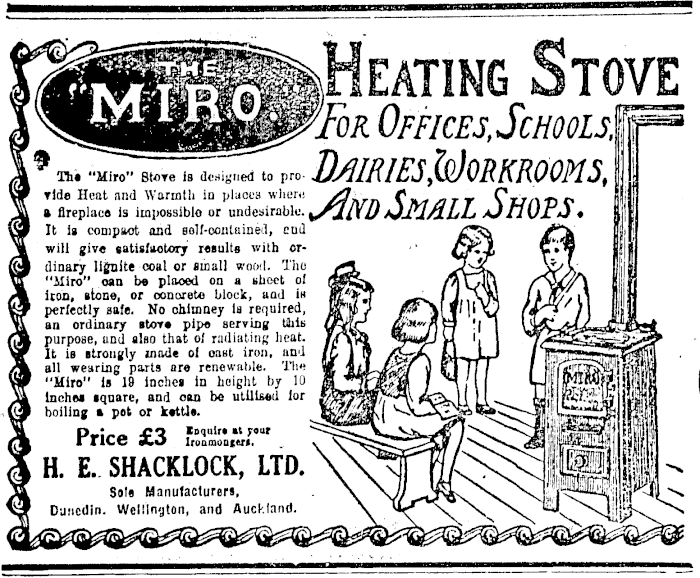 THE
"MIRO."
HEATING STOVE
FOR OFFICES, SCHOOLS,
DAIRIES, WORKROOMS,
AND SMALL SHOPS.
The "Miro" Stove is designed to pro-
vide Heat and Warmth in places where
a fireplace is impossible or undesirable.
It is compact and self-contained, and
will give satisfactory results with or-
dinary lignite coal or small wood. The
"Miro" can be placed on a sheet of
iron, stone, or concrete block, and is
perfectly safe. No chimney is required,
an ordinary stove pipe serving this
purpose, and also that of radiating heat.
It is strongly made of cast iron, and
all wearing parts are renewable. The
"Miro" is 19 inches in height by 10
inches square, and can be utilised for
boiling a pot or kettle.
Price £3 Enquire at your
Ironmongers.
H. E. SHACKLOCK, LTD.
Sole Manufacturers,
Dunedin, Wellington, and Auckland.
MIRO